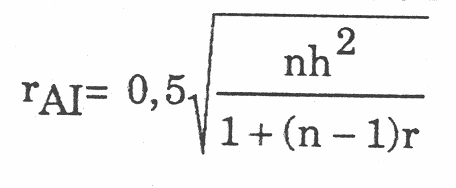 r_AI= 0,5√(nh² / (1+(n−1)r))